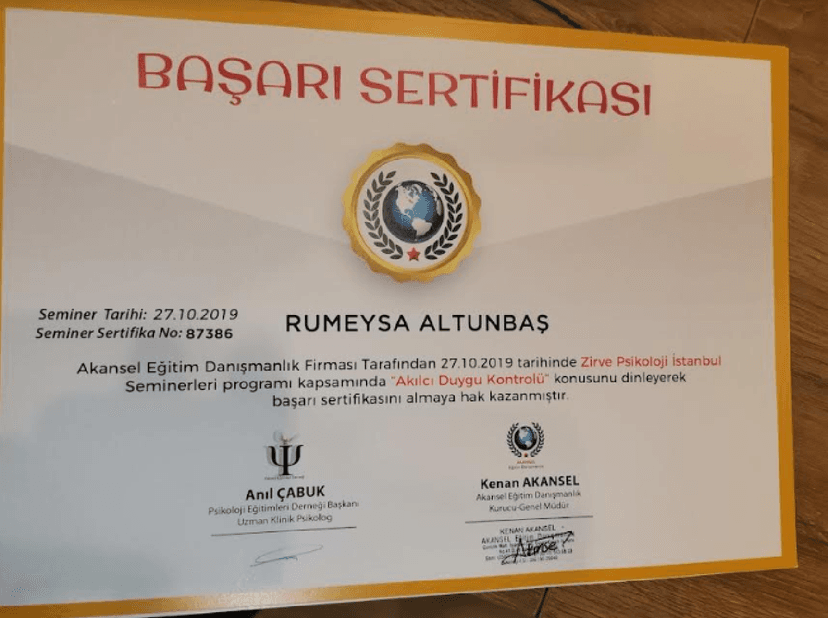 BAŞARI SERTİFİKASI
Seminer Tarihi: 27.10.2019
Seminer Sertifika No: 87386
RUMEYSA ALTUNBAŞ
Akansel Eğitim Danışmanlık Firması Tarafından 27.10.2019 tarihinde Zirve Psikoloji İstanbul
Seminerleri programı kapsamında "Akılcı Duygu Kontrolü" konusunu dinleyerek
başarı sertifikasını almaya hak kazanmıştır.
Anıl ÇABUK
Psikoloji Eğitimleri Derneği Başkanı
Uzman Klinik Psikolog
Kenan AKANSEL
Akansel Eğitim Danışmanlık
Kurucu-Genel Müdür
KENAN AKANSEL